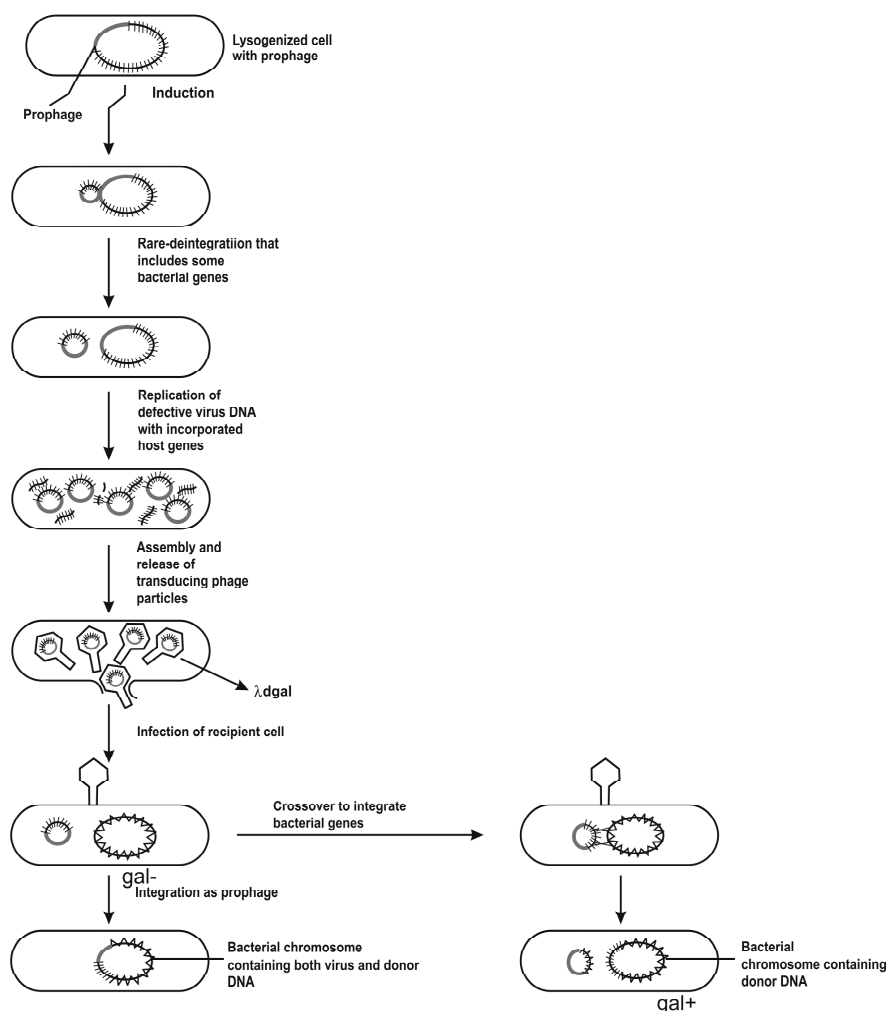 Lysogenized cell
with prophage
Induction
Prophage
Rare-deintegratiion that
includes some
bacterial genes
Replication of
defective virus DNA
with incorporated
host genes
Assembly and
release of
transducing phage
particles
λdgal
Infection of recipient cell
Crossover to integrate
bacterial genes
gal-
Integration as prophage
Bacterial chromosome
containing both virus and donor
DNA
Bacterial
chromosome containing
donor DNA
gal+